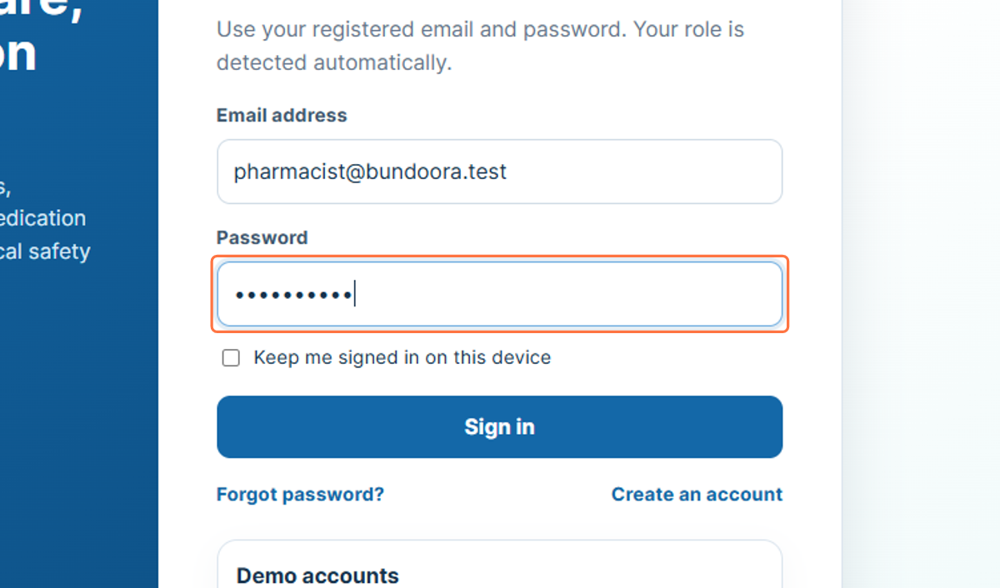 on
s,
edication
cal safety
Use your registered email and password. Your role is
detected automatically.
Email address
pharmacist@bundoora.test
Password
••••••••••
Keep me signed in on this device
Sign in
Forgot password?
Create an account
Demo accounts